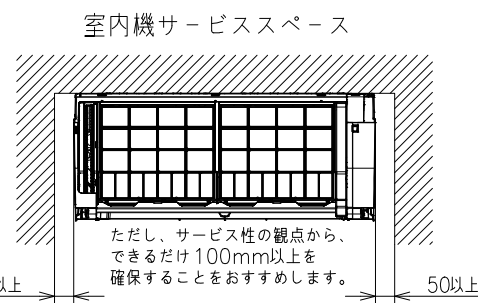 室内機サービススペース
ただし、サービス性の観点から、
できるだけ100mm以上を
確保することをおすすめします。
以上
50以上